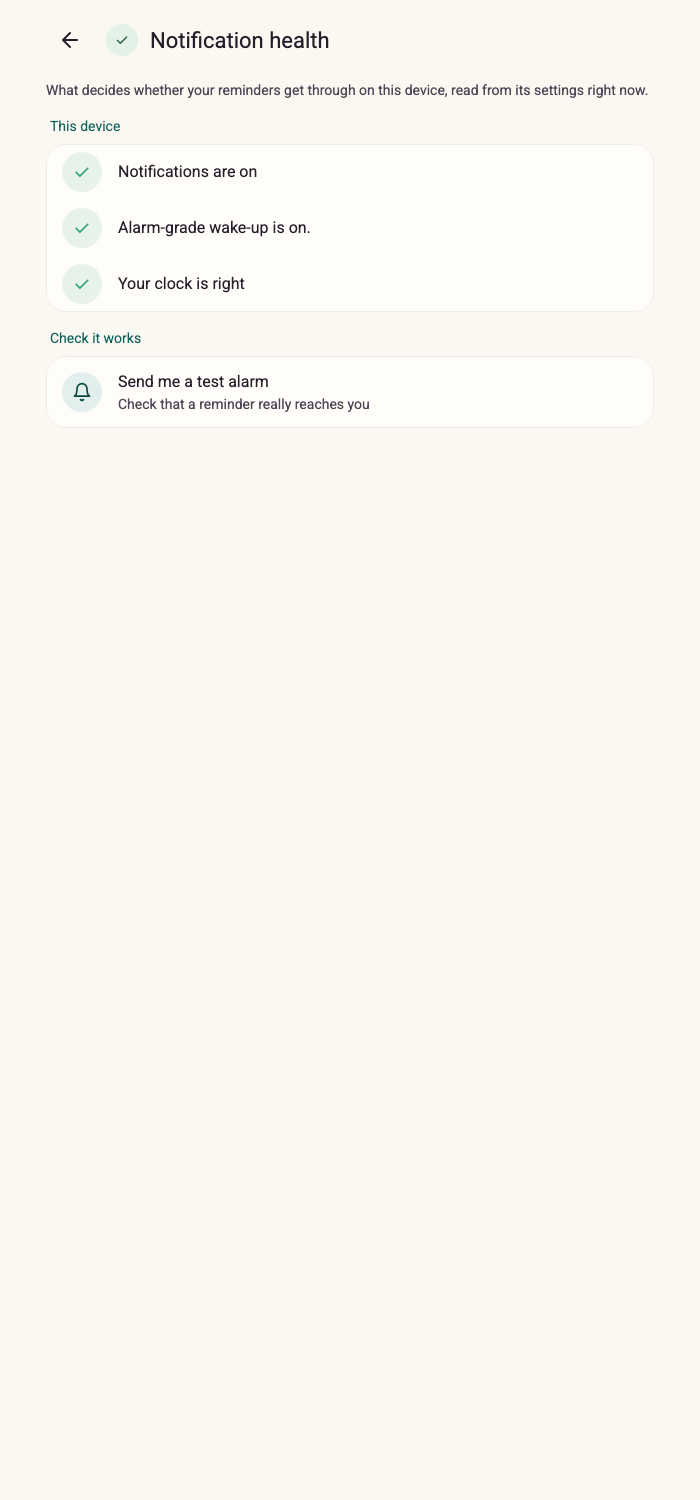 Notification health
What decides whether your reminders get through on this device, read from its settings right now.
This device
Notifications are on
Alarm-grade wake-up is on.
Your clock is right
Check it works
Send me a test alarm
Check that a reminder really reaches you